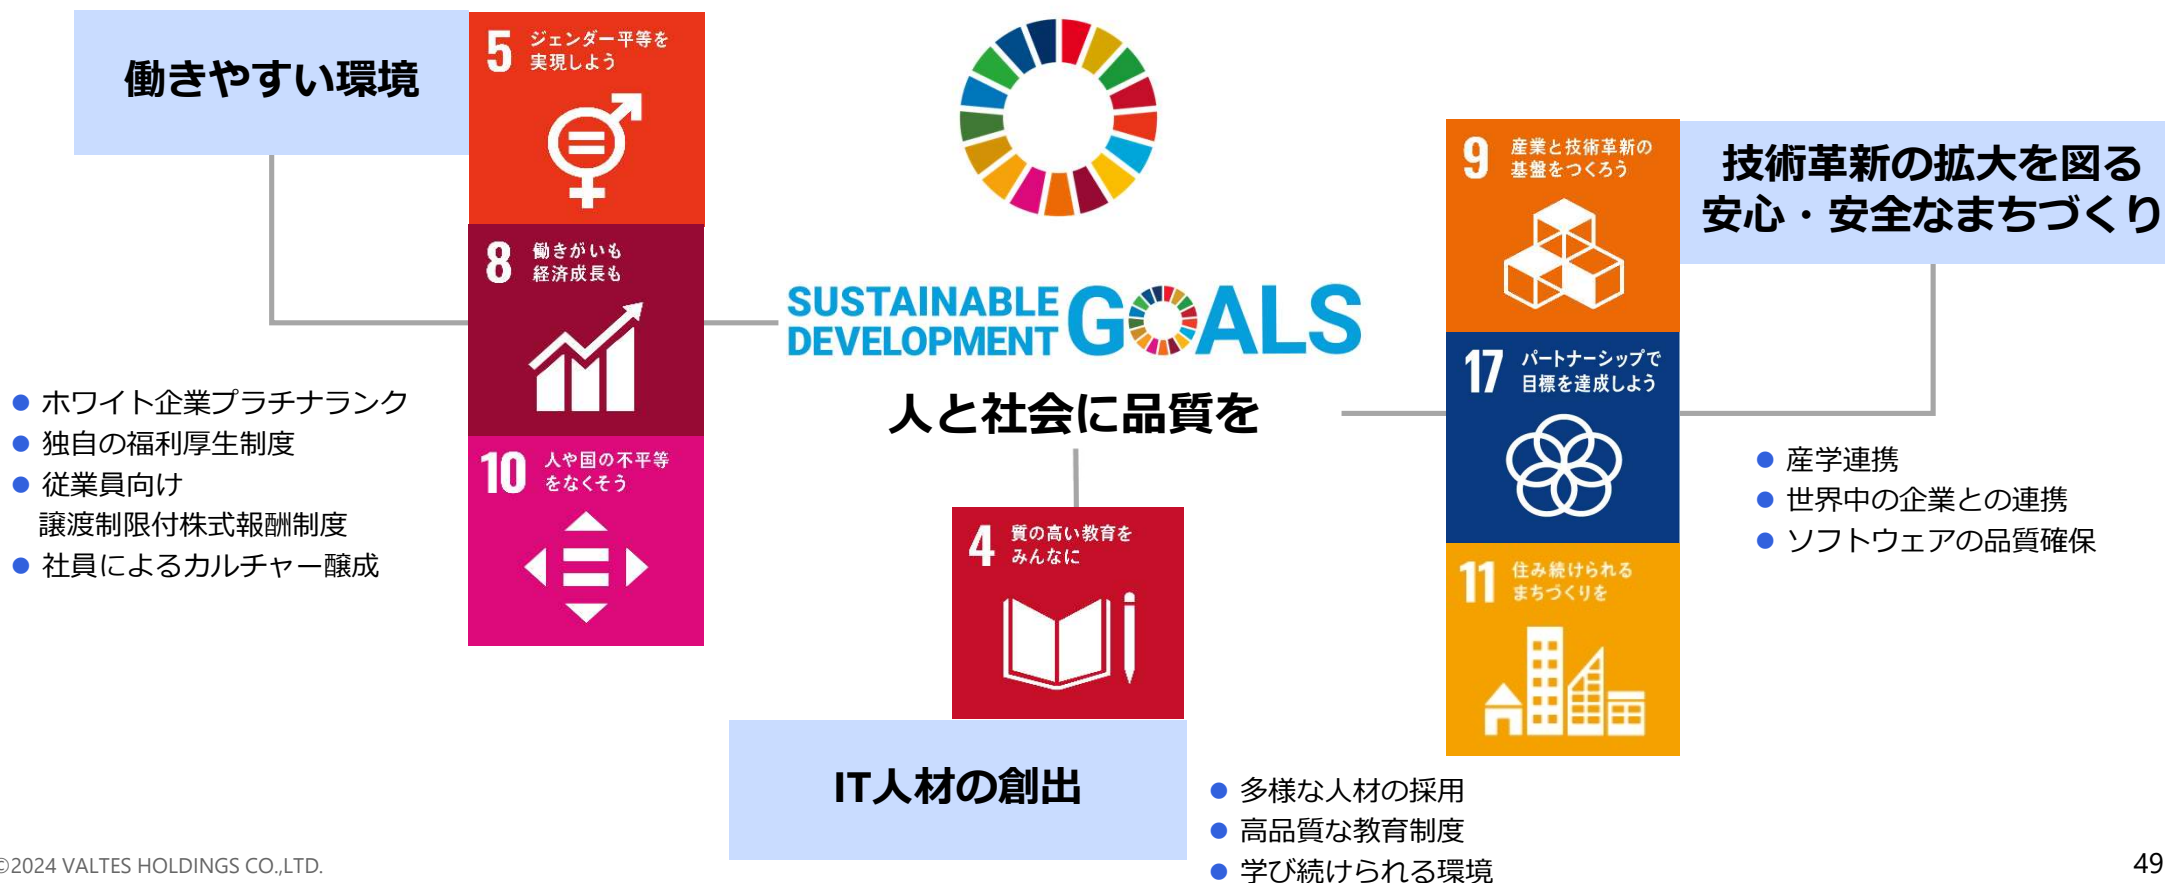 働きやすい環境
5 ジェンダー平等を
実現しよう
8 働きがいも
経済成長も
10 人や国の不平等
をなくそう
ホワイト企業プラチナランク
独自の福利厚生制度
従業員向け
譲渡制限付株式報酬制度
社員によるカルチャー醸成
SUSTAINABLE
DEVELOPMENT
GOALS
人と社会に品質を
4 質の高い教育を
みんなに
IT人材の創出
多様な人材の採用
高品質な教育制度
学び続けられる環境
9 産業と技術革新の
基盤をつくろう
17 パートナーシップで
目標を達成しよう
11 住み続けられる
まちづくりを
技術革新の拡大を図る
安心・安全なまちづくり
産学連携
世界中の企業との連携
ソフトウェアの品質確保
©2024 VALTES HOLDINGS CO.,LTD.
49